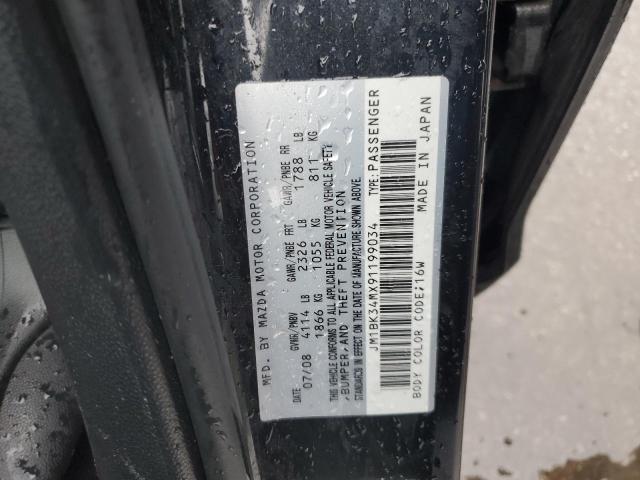 MFD. BY MAZDA MOTOR CORPORATION
DATE GVWR/PNBV GAWR/PNBE FRT GAWR/PNBE RR
07/08 4114 LB 2326 LB 1788 LB
1866 KG 1055 KG 811 KG
THIS VEHICLE CONFORMS TO ALL APPLICABLE FEDERAL MOTOR VEHICLE SAFETY
,BUMPER,AND THEFT PREVENTION
STANDARDS IN EFFECT ON THE DATE OF MANUFACTURE SHOWN ABOVE.
JM1BK34MX91199034 TYPE:PASSENGER
BODY COLOR CODE:16W MADE IN JAPAN